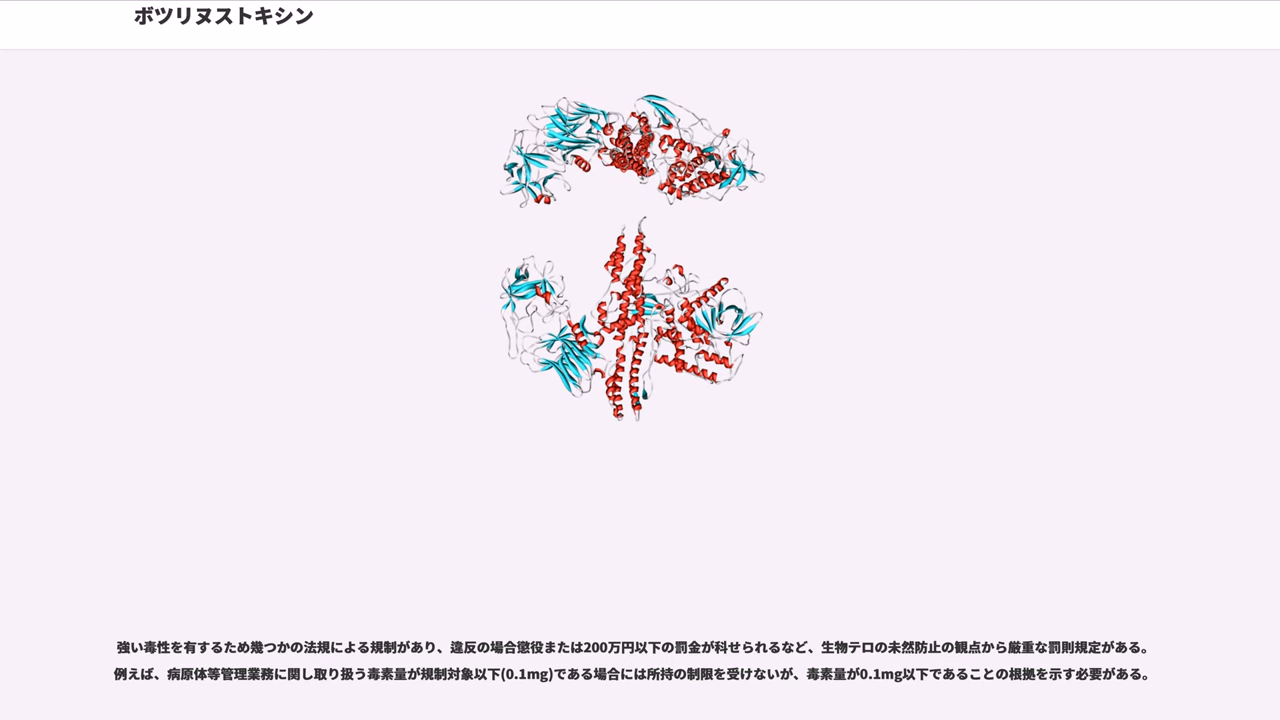 ボツリヌストキシン
強い毒性を有するため幾つかの法規による規制があり、違反の場合懲役または200万円以下の罰金が科せられるなど、生物テロの未然防止の観点から厳重な罰則規定がある。
例えば、病原体等管理業務に関し取り扱う毒素量が規制対象以下(0.1mg)である場合には所持の制限を受けないが、毒素量が0.1mg以下であることの根拠を示す必要がある。